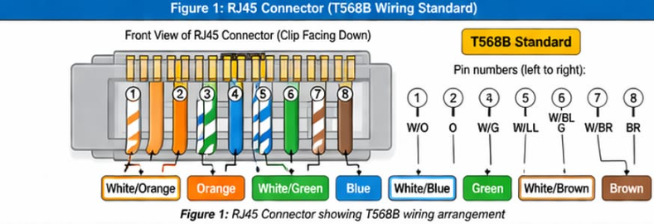 Figure 1: RJ45 Connector (T568B Wiring Standard)
Front View of RJ45 Connector (Clip Facing Down)
1 2 3 4 5 6 7 8
White/Orange Orange White/Green Blue White/Blue Green White/Brown Brown
T568B Standard
Pin numbers (left to right):
1 2 4 5 6 7 8
W/O O W/G W/LL W/BL G W/BR BR
Figure 1: RJ45 Connector showing T568B wiring arrangement